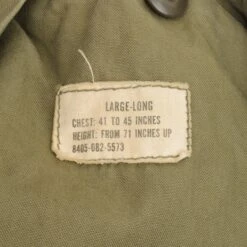 LARGE-LONG
CHEST: 41 TO 45 INCHES
HEIGHT: FROM 71 INCHES UP
8405-082-5573